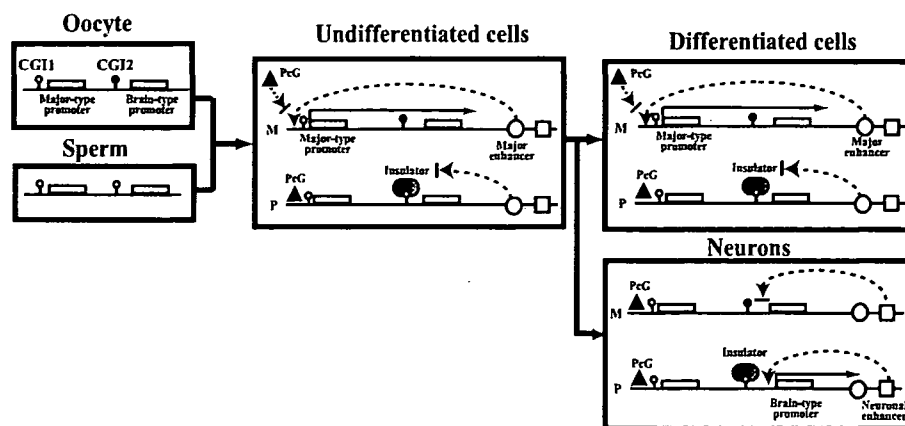 Oocyte
CGI1 CGI2
Major-type promoter
Brain-type promoter
Sperm
Undifferentiated cells
PcG
M
Major-type promoter
Major enhancer
Insulator
PcG
P
Differentiated cells
PcG
M
Major-type promoter
Major enhancer
Insulator
PcG
P
Neurons
PcG
M
Insulator
PcG
P
Brain-type promoter
Neuronal enhancer